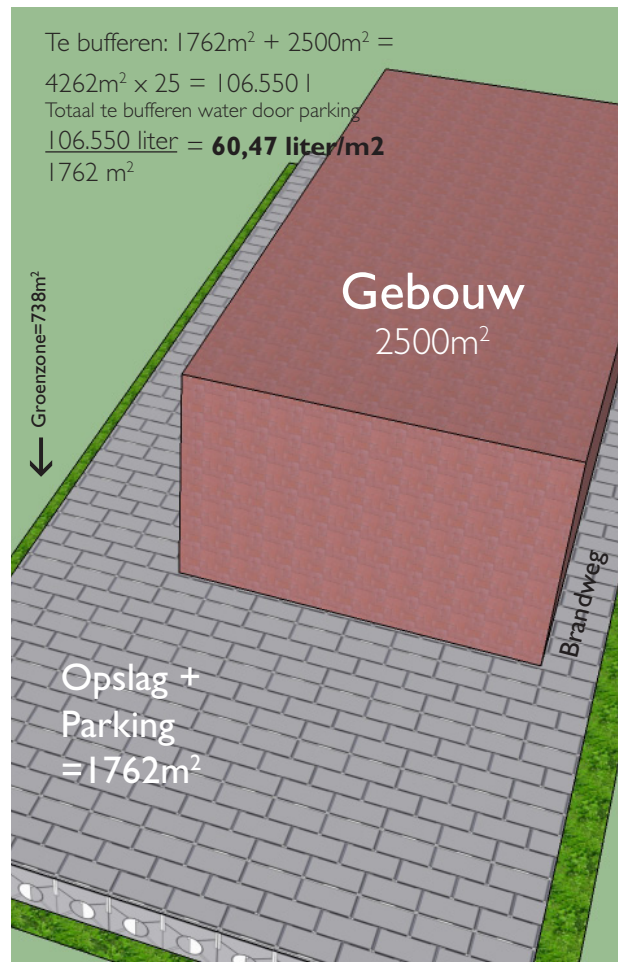 Te bufferen: 1762m² + 2500m² =
4262m² x 25 = 106.550 l
Totaal te bufferen water door parking
106.550 liter = 60,47 liter/m2
1762 m²
Groenzone=738m²
Gebouw
2500m²
Brandweg
Opslag +
Parking
=1762m²